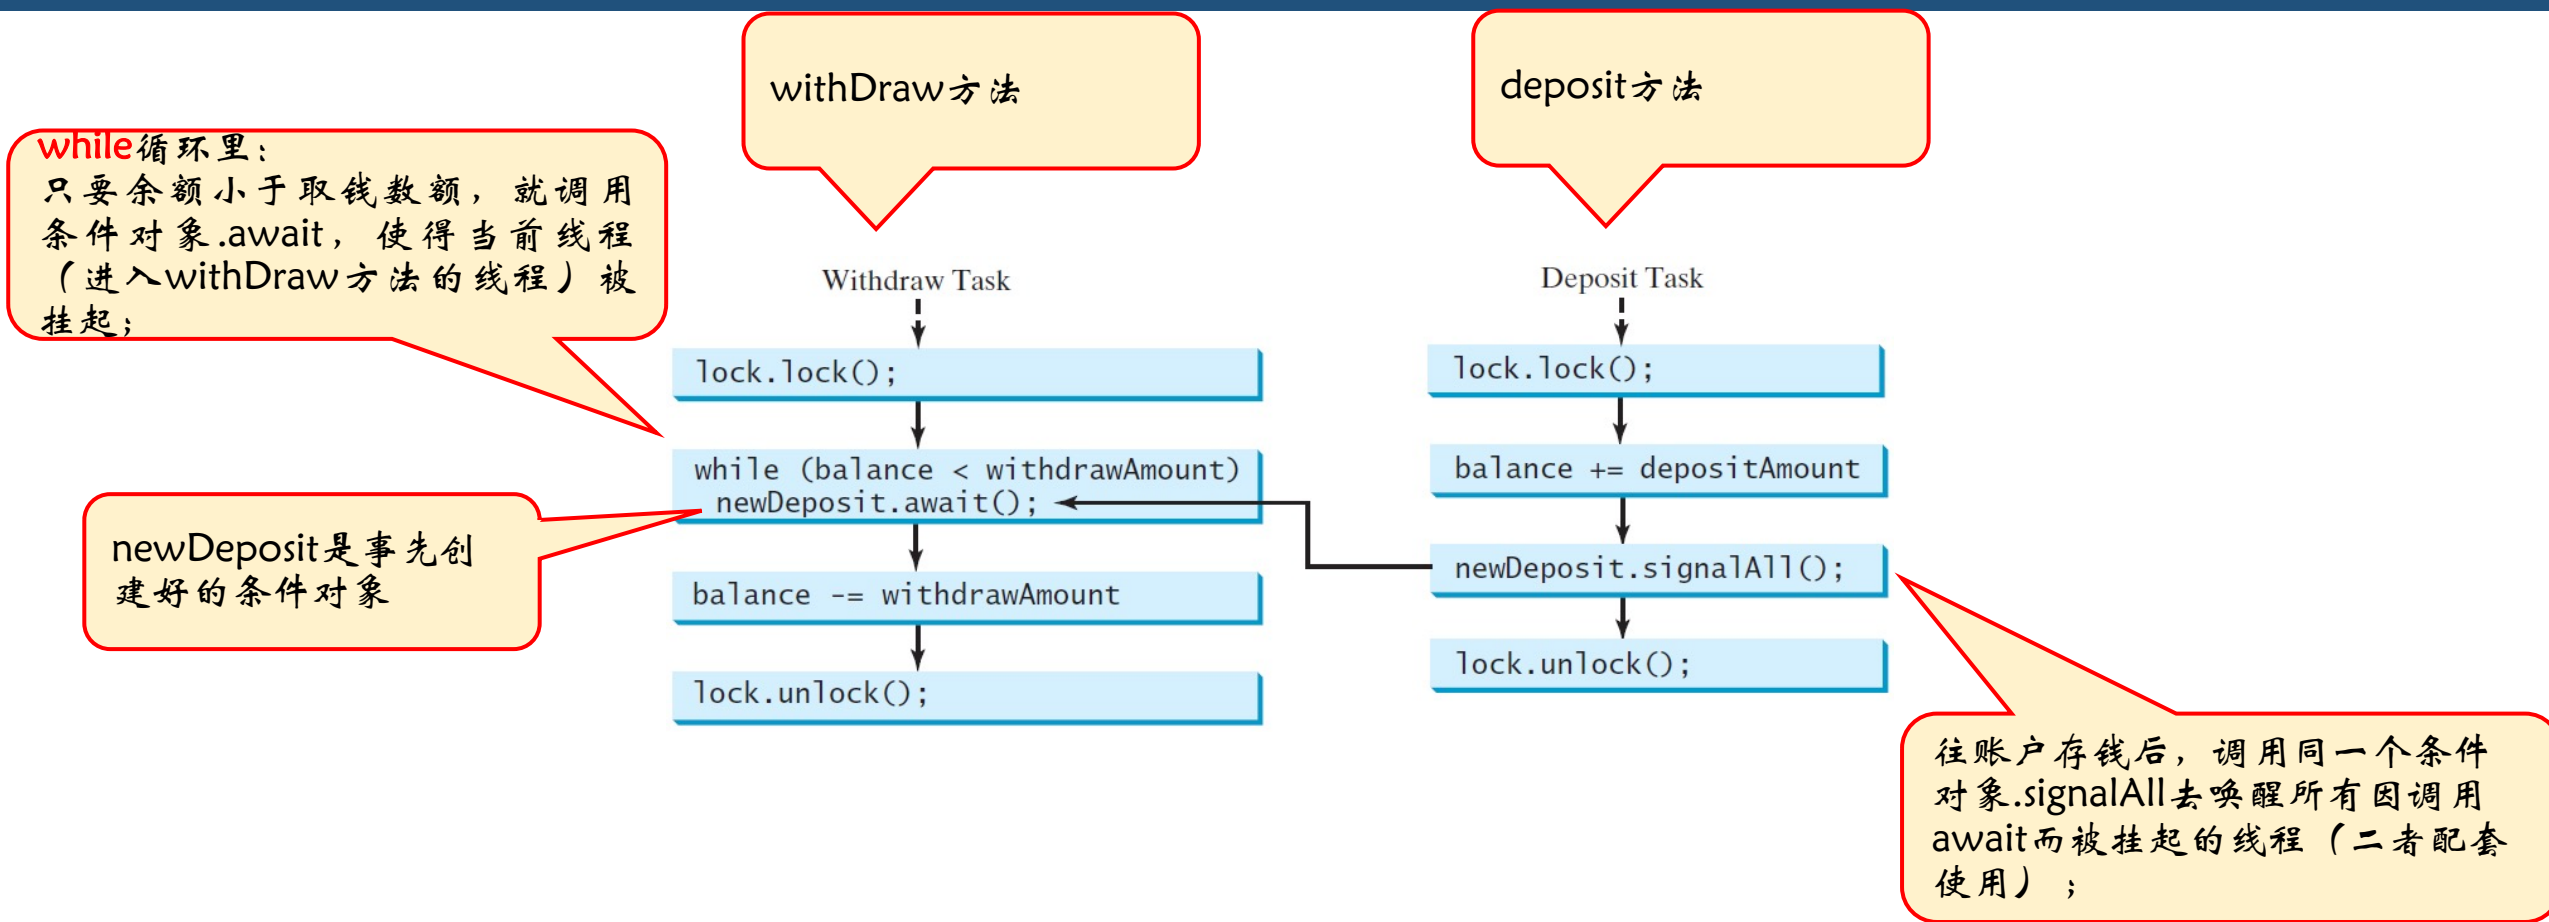 withDraw方法
deposit方法
while循环里：
只要余额小于取钱数额，就调用
条件对象.await，使得当前线程
（进入withDraw方法的线程）被
挂起；
newDeposit是事先创
建好的条件对象
Withdraw Task
lock.lock();
while (balance < withdrawAmount)
newDeposit.await();
balance -= withdrawAmount
lock.unlock();
Deposit Task
lock.lock();
balance += depositAmount
newDeposit.signalAll();
lock.unlock();
往账户存钱后，调用同一个条件
对象.signalAll去唤醒所有因调用
await而被挂起的线程（二者配套
使用）；